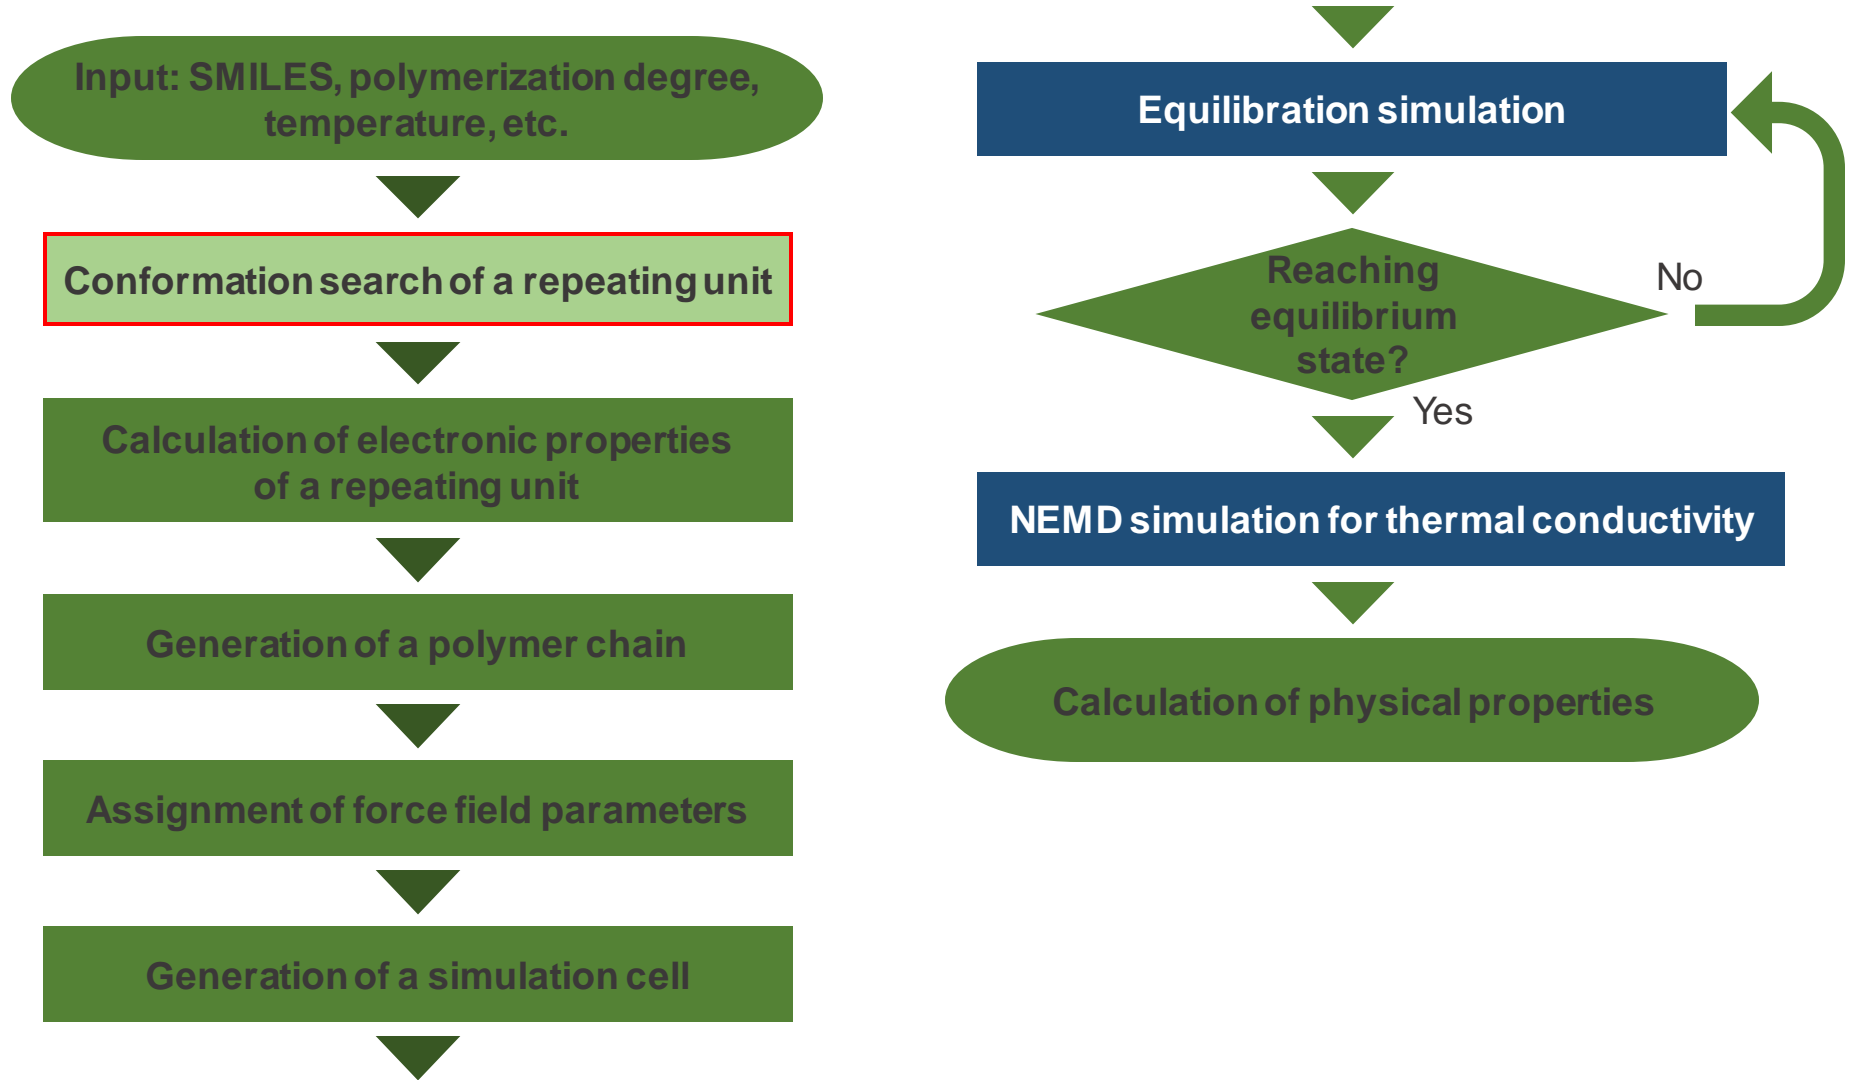 Input: SMILES, polymerization degree,
temperature, etc.
Conformation search of a repeating unit
Calculation of electronic properties
of a repeating unit
Generation of a polymer chain
Assignment of force field parameters
Generation of a simulation cell
Equilibration simulation
Reaching
equilibrium
state?
No
Yes
NEMD simulation for thermal conductivity
Calculation of physical properties